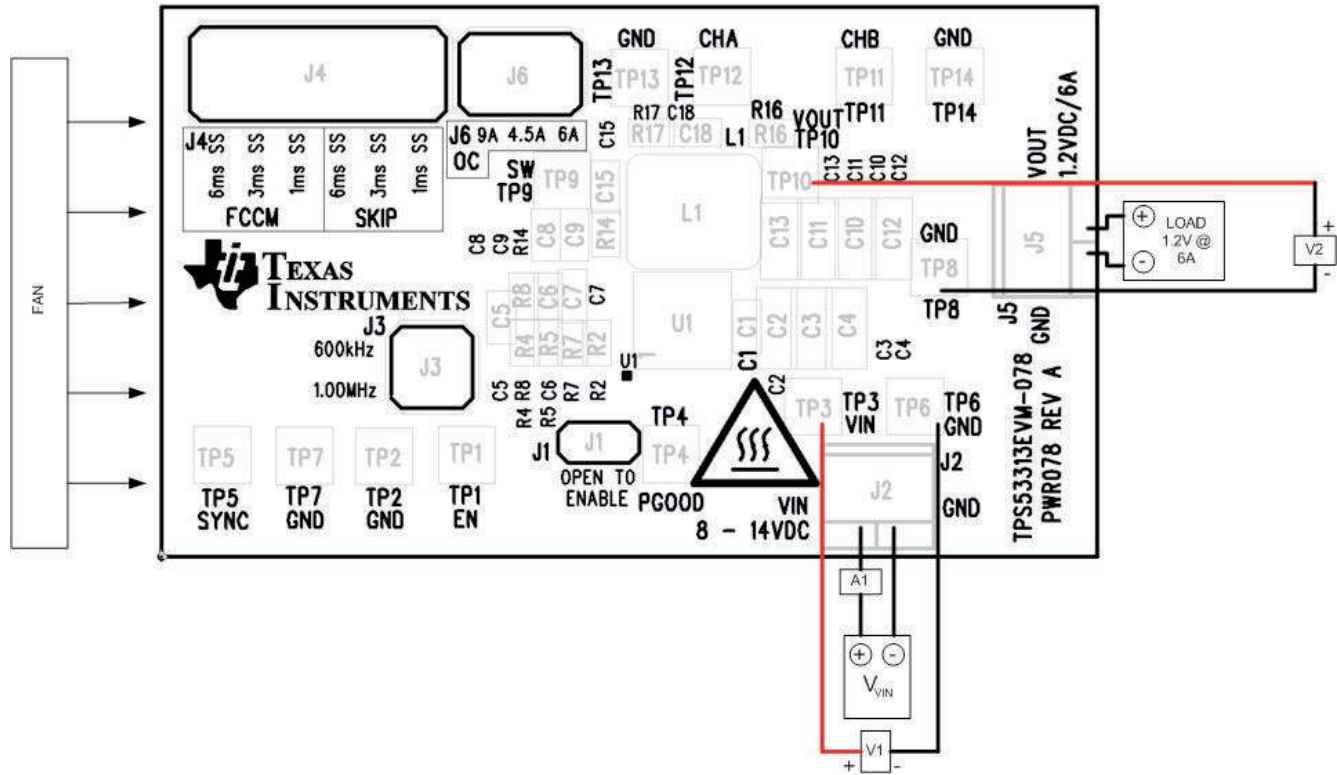 FAN
J4
J6
GND
TP13
TP13
CHA
TP12
TP12
CHB
TP11
TP11
GND
TP14
TP14
J4
6ms SS
3ms SS
1ms SS
6ms SS
3ms SS
1ms SS
FCCM
SKIP
J6 9A 4.5A 6A
OC
C15
R17 C18
R17
C18
L1
R16
R16
VOUT
TP10
TP10
SW
TP9
TP9
C15
R14
C8
C9
C8
C9
R14
L1
C13
C11
C10
C12
C13
C11
C10
C12
GND
TP8
TP8
VOUT
1.2VDC/6A
J5
J5
GND
LOAD
1.2V @
6A
+
-
+
V2
-
TEXAS
INSTRUMENTS
J3
600kHz
1.00MHz
J3
C5
R8
C6
C7
C7
R4
R5
R7
R2
C5
R8
C6
R7
R2
R4
R5
U1
U1
C1
C2
C3
C4
C1
C2
C3
C4
TP3
TP3
VIN
TP6
TP6
GND
TP5
TP5
SYNC
TP7
TP7
GND
TP2
TP2
GND
TP1
TP1
EN
J1
J1
OPEN TO
ENABLE
TP4
TP4
PGOOD
VIN
8 - 14VDC
J2
J2
GND
TPS53313EVM-078
PWR078 REV A
A1
+ -
VVIN
+ V1 -